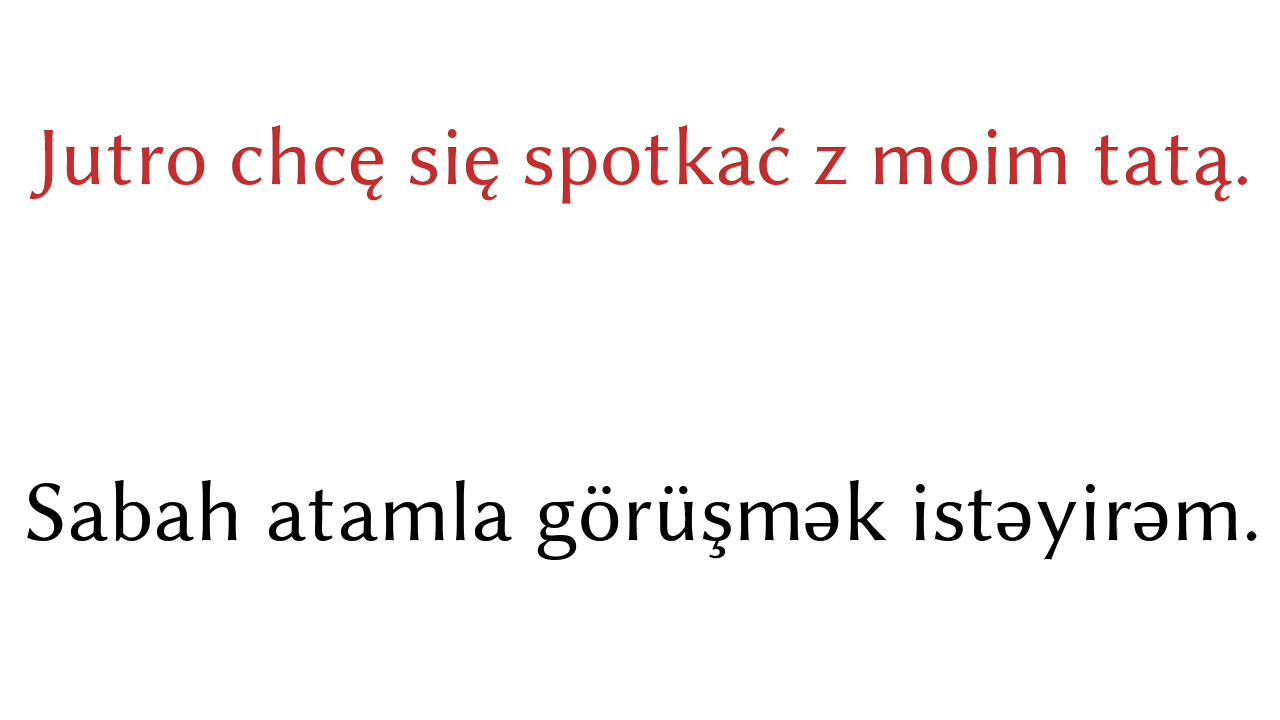 Jutro chcę się spotkać z moim tatą.
Sabah atamla görüşmək istəyirəm.